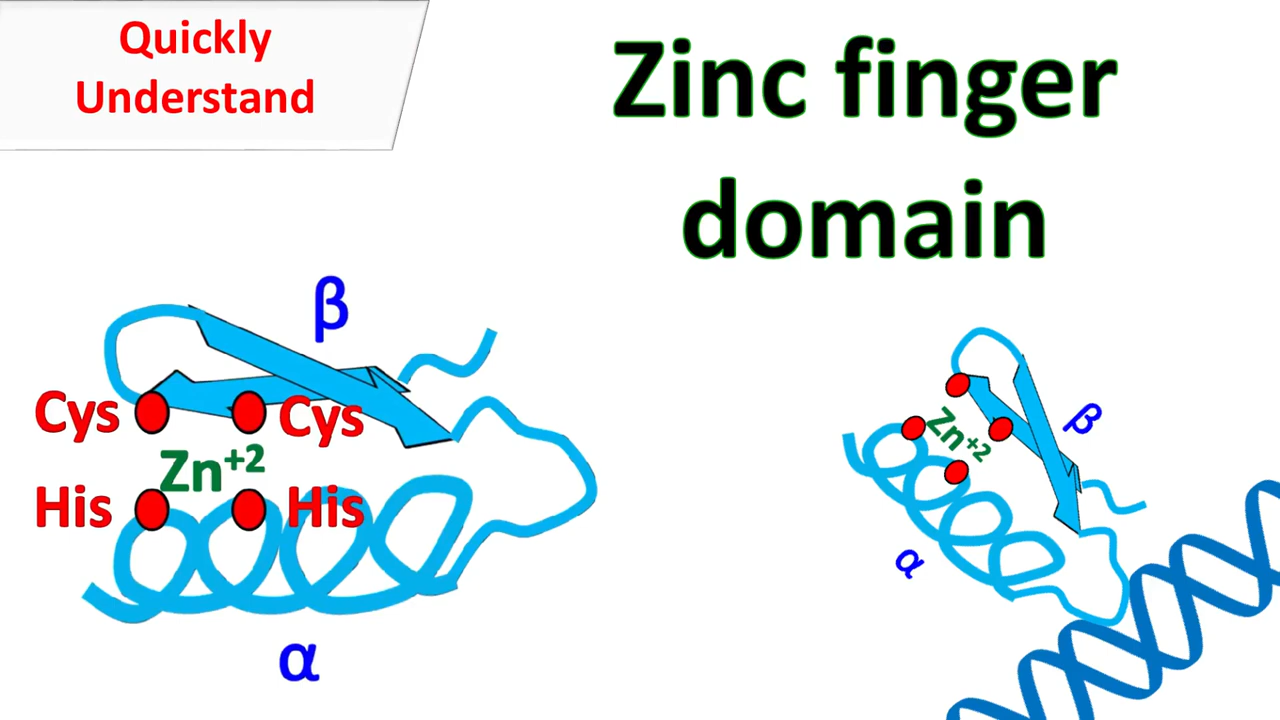 Quickly
Understand
Zinc finger
domain
β
Cys
Cys
Zn+2
His
His
α
β
Zn+2
α